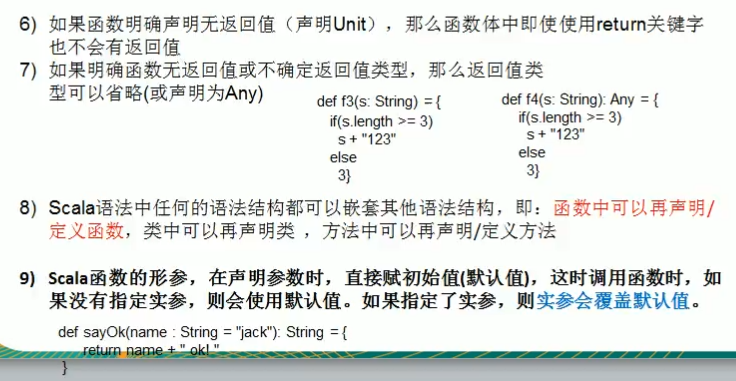 6) 如果函数明确声明无返回值（声明Unit），那么函数体中即使使用return关键字
也不会有返回值
7) 如果明确函数无返回值或不确定返回值类型，那么返回值类
型可以省略(或声明为Any)
def f3(s: String) = {
if(s.length >= 3)
s + "123"
else
3}
def f4(s: String): Any = {
if(s.length >= 3)
s + "123"
else
3}
8) Scala语法中任何的语法结构都可以嵌套其他语法结构，即：函数中可以再声明/
定义函数，类中可以再声明类 ，方法中可以再声明/定义方法
9) Scala函数的形参，在声明参数时，直接赋初始值(默认值)，这时调用函数时，如
果没有指定实参，则会使用默认值。如果指定了实参，则实参会覆盖默认值。
def sayOk(name : String = "jack"): String = {
return name + " ok! "
}